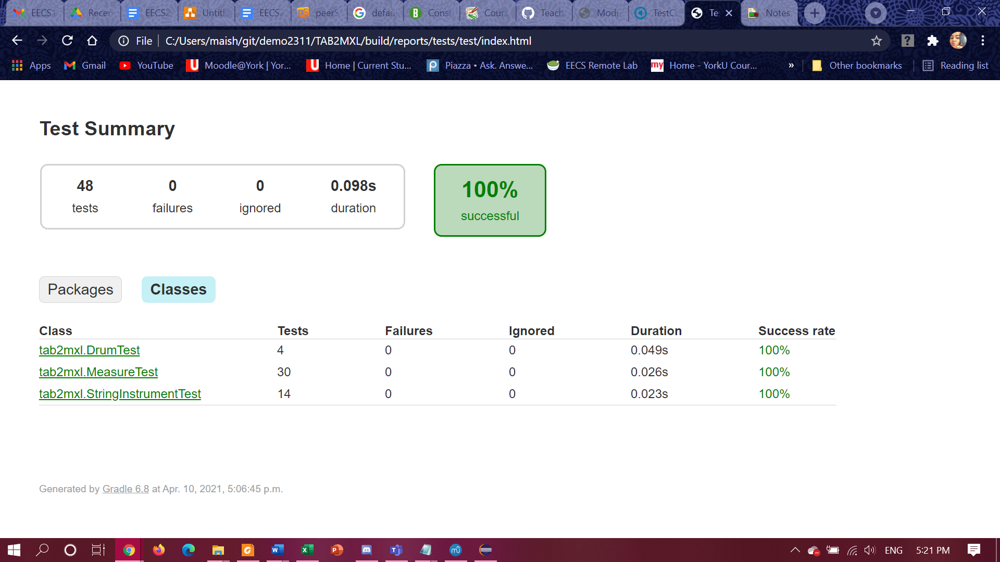 EECS1 Recen EECS2 Untitl EECS2 peerS defau Const Cours Teach Modu TestC Te Notes
File C:/Users/maish/git/demo2311/TAB2MXL/build/reports/tests/test/index.html
Apps Gmail YouTube Moodle@York | Yor... Home | Current Stu... Piazza • Ask. Answe... EECS Remote Lab Home - YorkU Cour... » Other bookmarks Reading list
Test Summary
48 0 0 0.098s 100%
tests failures ignored duration successful
Packages Classes
Class Tests Failures Ignored Duration Success rate
tab2mxl.DrumTest 4 0 0 0.049s 100%
tab2mxl.MeasureTest 30 0 0 0.026s 100%
tab2mxl.StringInstrumentTest 14 0 0 0.023s 100%
Generated by Gradle 6.8 at Apr. 10, 2021, 5:06:45 p.m.
ENG 5:21 PM